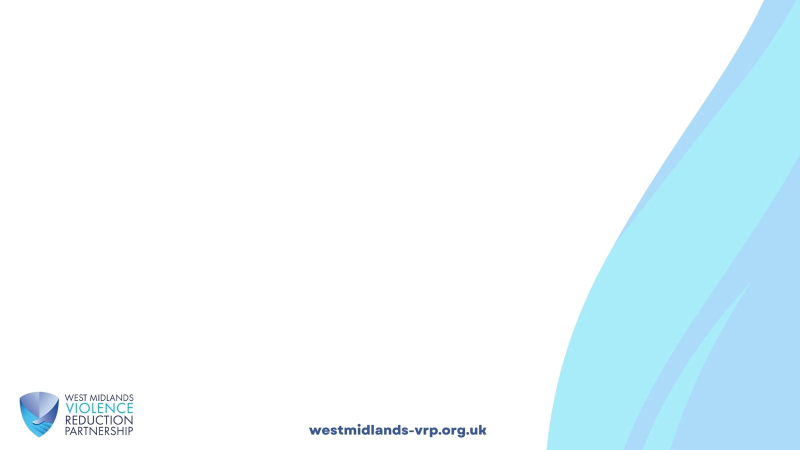 WEST MIDLANDS
VIOLENCE
REDUCTION
PARTNERSHIP
westmidlands-vrp.org.uk